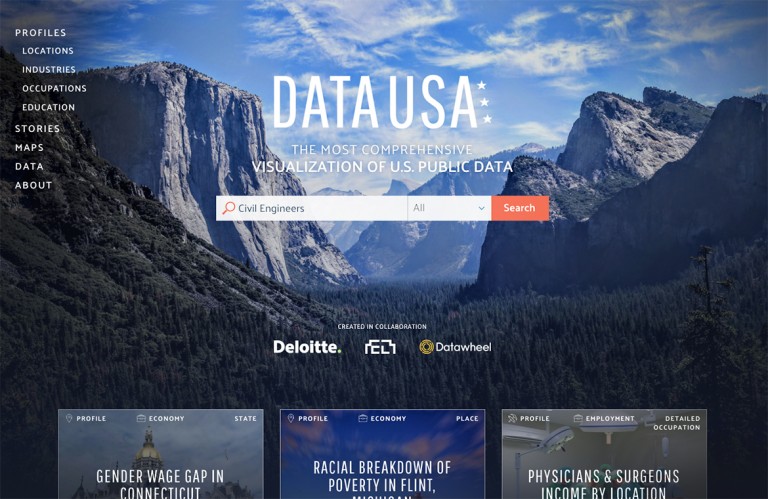 PROFILES
LOCATIONS
INDUSTRIES
OCCUPATIONS
EDUCATION
STORIES
MAPS
DATA
ABOUT
DATA USA
THE MOST COMPREHENSIVE
VISUALIZATION OF U.S. PUBLIC DATA
Civil Engineers
All
Search
CREATED IN COLLABORATION
Deloitte.
Datawheel
PROFILE
ECONOMY
STATE
GENDER WAGE GAP IN
CONNECTICUT
PROFILE
ECONOMY
PLACE
RACIAL BREAKDOWN OF
POVERTY IN FLINT,
MICHIGAN
PROFILE
EMPLOYMENT
DETAILED
OCCUPATION
PHYSICIANS & SURGEONS
INCOME BY LOCATION